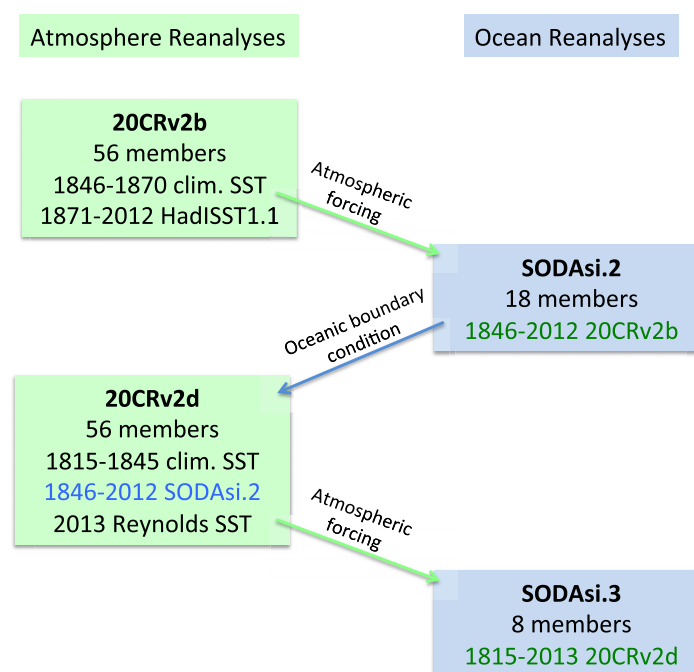 Atmosphere Reanalyses
Ocean Reanalyses
20CRv2b
56 members
1846-1870 clim. SST
1871-2012 HadISST1.1
Atmospheric
forcing
SODAsi.2
18 members
1846-2012 20CRv2b
Oceanic boundary
condition
20CRv2d
56 members
1815-1845 clim. SST
1846-2012 SODAsi.2
2013 Reynolds SST
Atmospheric
forcing
SODAsi.3
8 members
1815-2013 20CRv2d